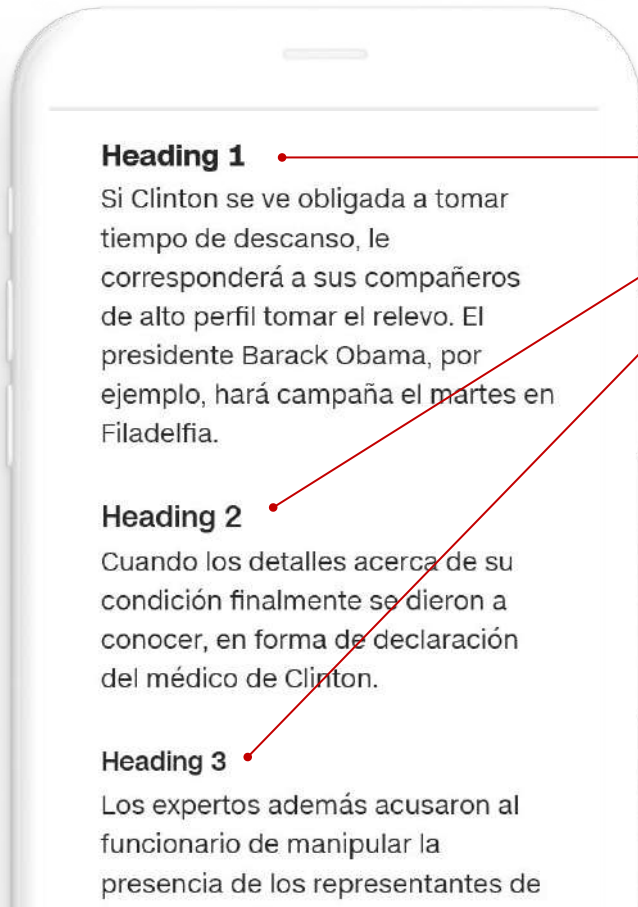 Heading 1
Si Clinton se ve obligada a tomar
tiempo de descanso, le
corresponderá a sus compañeros
de alto perfil tomar el relevo. El
presidente Barack Obama, por
ejemplo, hará campaña el martes en
Filadelfia.
Heading 2
Cuando los detalles acerca de su
condición finalmente se dieron a
conocer, en forma de declaración
del médico de Clinton.
Heading 3
Los expertos además acusaron al
funcionario de manipular la
presencia de los representantes de